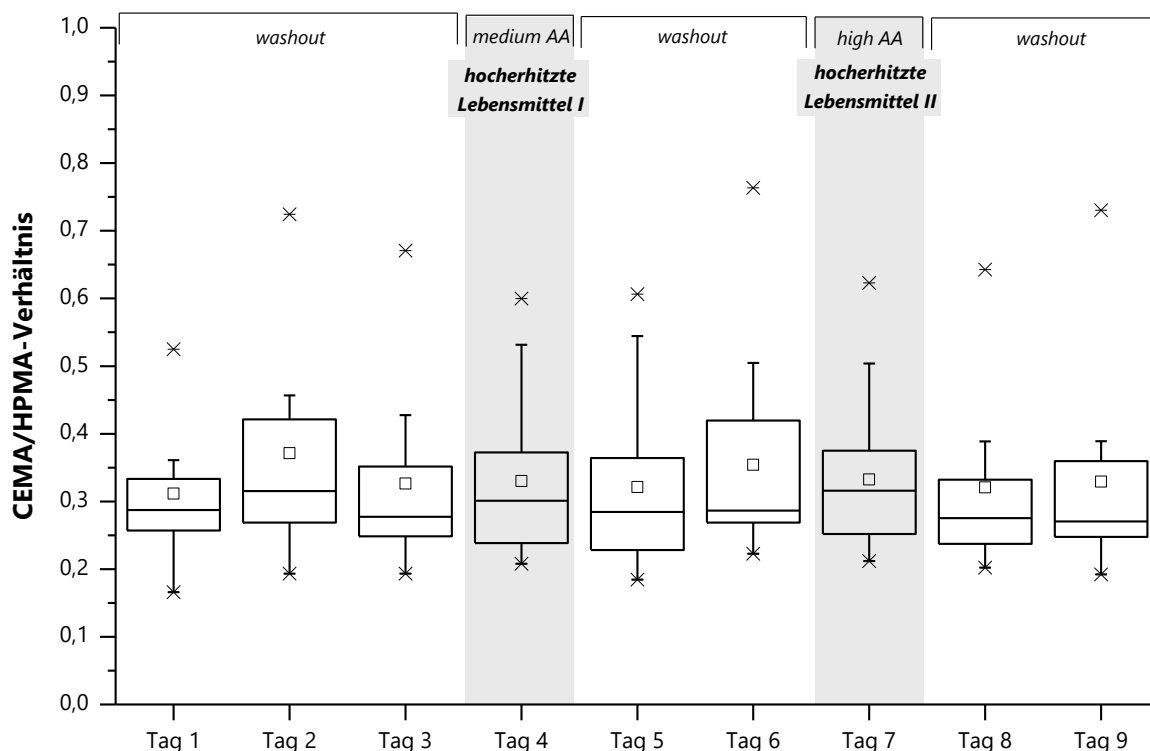 CEMA/HPMA-Verhältnis
1,0
0,9
0,8
0,7
0,6
0,5
0,4
0,3
0,2
0,1
0,0
washout
medium AA
washout
high AA
washout
hocherhitzte
Lebensmittel I
hocherhitzte
Lebensmittel II
Tag 1
Tag 2
Tag 3
Tag 4
Tag 5
Tag 6
Tag 7
Tag 8
Tag 9